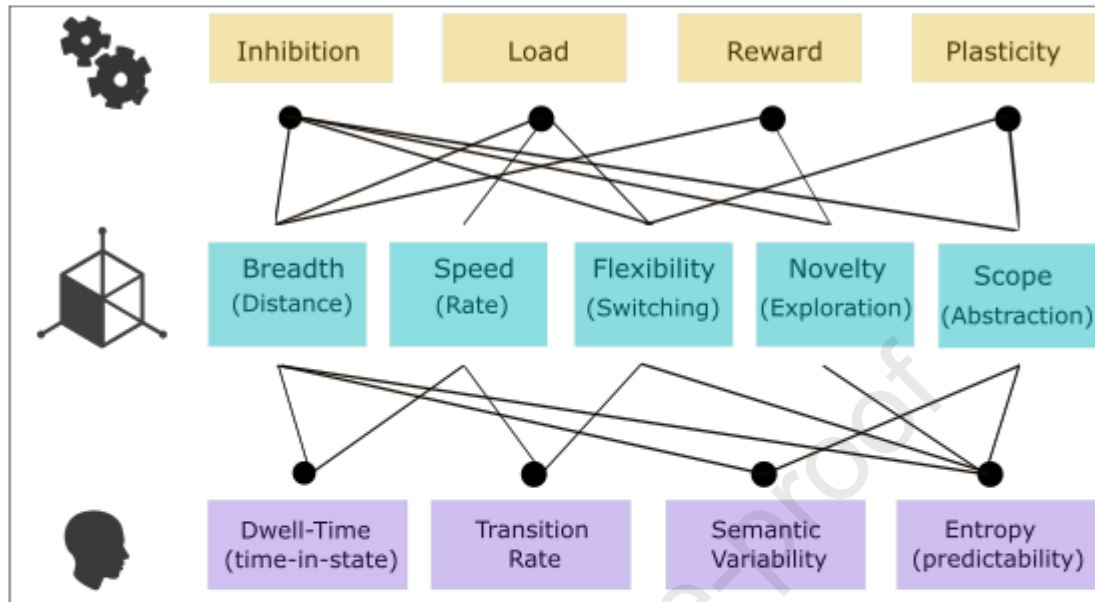 Inhibition
Load
Reward
Plasticity
Breadth
(Distance)
Speed
(Rate)
Flexibility
(Switching)
Novelty
(Exploration)
Scope
(Abstraction)
Dwell-Time
(time-in-state)
Transition
Rate
Semantic
Variability
Entropy
(predictability)
e-proof